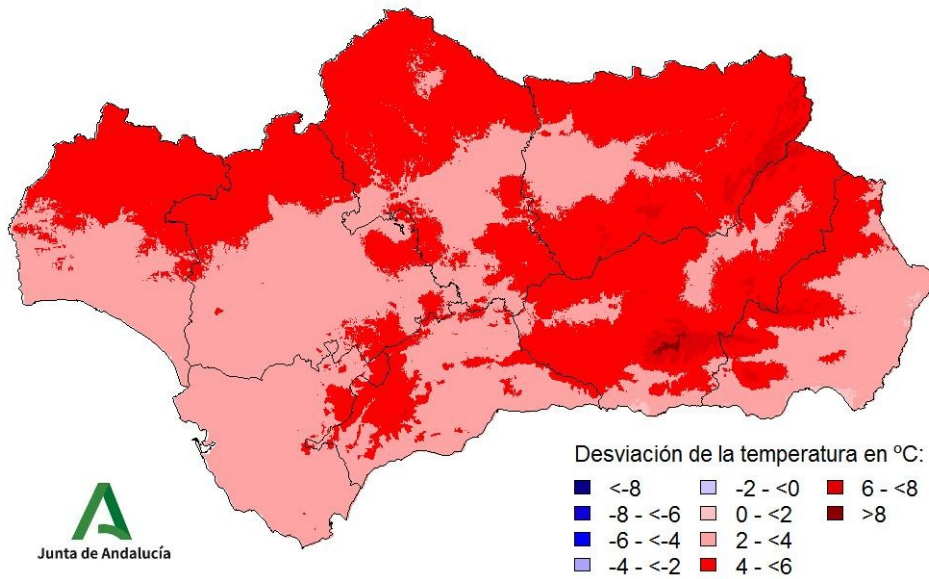 Desviación de la temperatura en ºC:
<-8 -2 - <0 6 - <8
-8 - <-6 0 - <2 >8
-6 - <-4 2 - <4
-4 - <-2 4 - <6
Junta de Andalucía